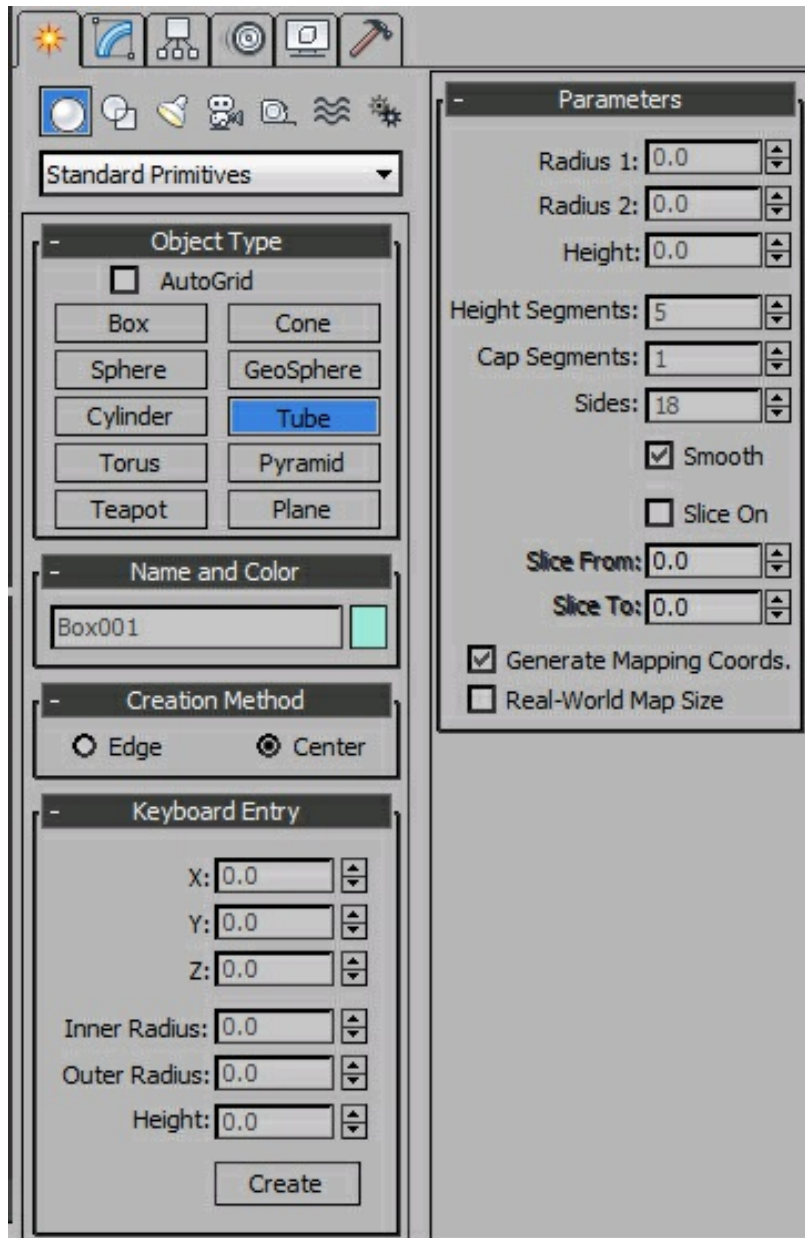 Standard Primitives
- Object Type
AutoGrid
Box Cone
Sphere GeoSphere
Cylinder Tube
Torus Pyramid
Teapot Plane
- Name and Color
Box001
- Creation Method
Edge Center
- Keyboard Entry
X: 0.0
Y: 0.0
Z: 0.0
Inner Radius: 0.0
Outer Radius: 0.0
Height: 0.0
Create
- Parameters
Radius 1: 0.0
Radius 2: 0.0
Height: 0.0
Height Segments: 5
Cap Segments: 1
Sides: 18
Smooth
Slice On
Slice From: 0.0
Slice To: 0.0
Generate Mapping Coords.
Real-World Map Size